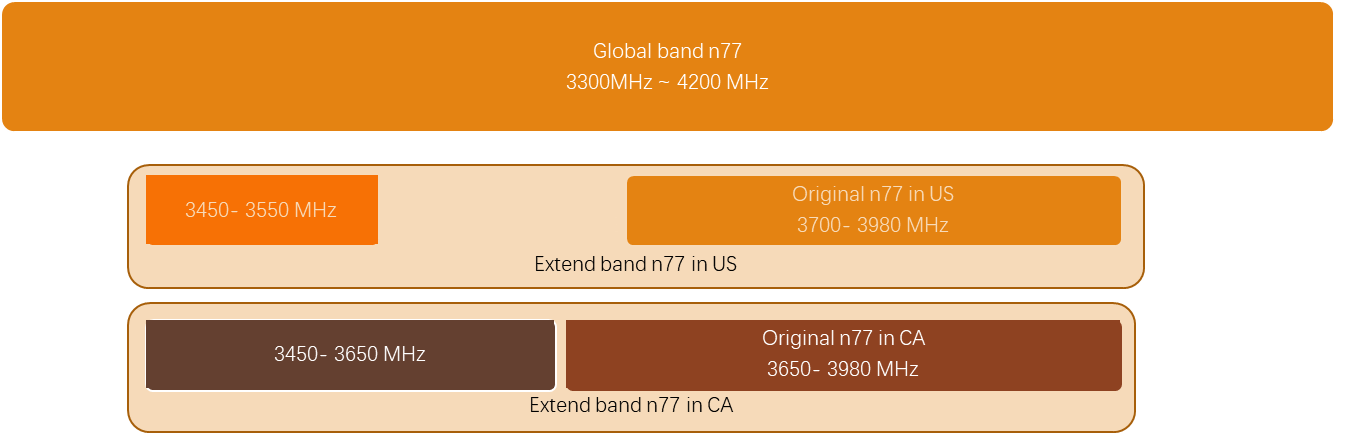 Global band n77
3300MHz ~ 4200 MHz
3450- 3550 MHz
Original n77 in US
3700- 3980 MHz
Extend band n77 in US
3450- 3650 MHz
Original n77 in CA
3650- 3980 MHz
Extend band n77 in CA